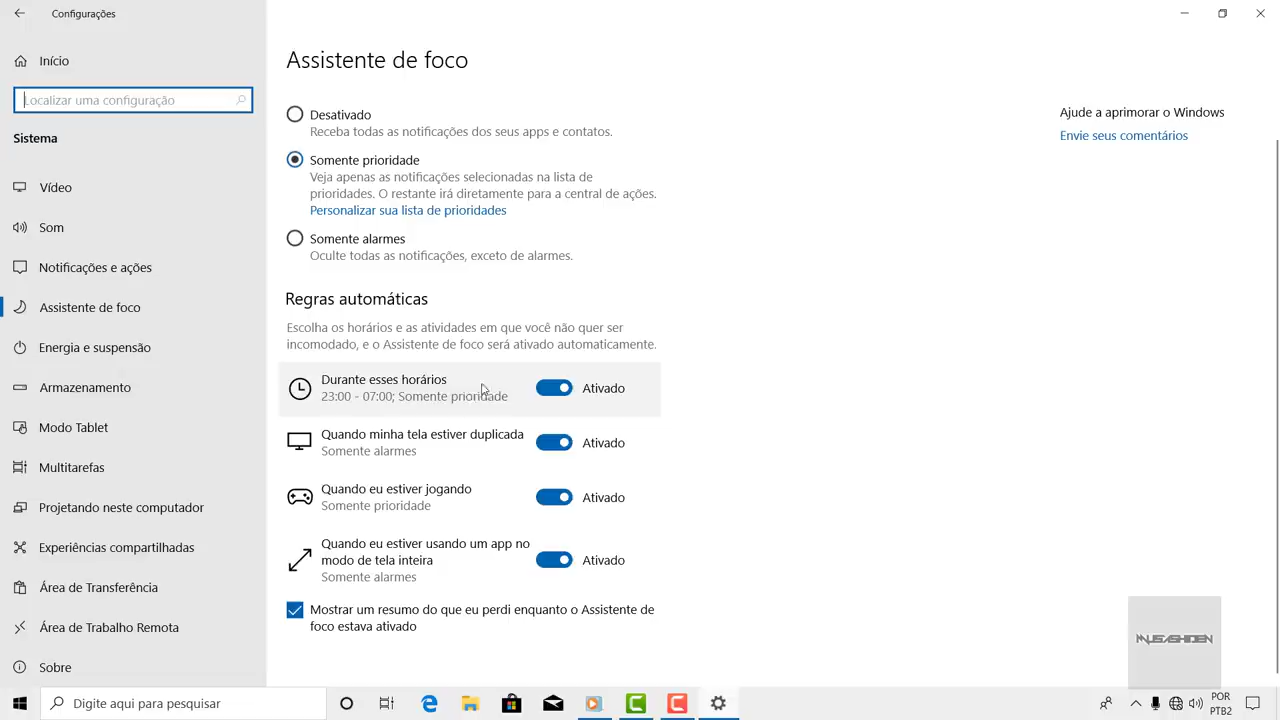 Configurações
Início
Localizar uma configuração
Sistema
Vídeo
Som
Notificações e ações
Assistente de foco
Energia e suspensão
Armazenamento
Modo Tablet
Multitarefas
Projetando neste computador
Experiências compartilhadas
Área de Transferência
Área de Trabalho Remota
Sobre
Assistente de foco
Desativado
Receba todas as notificações dos seus apps e contatos.
Somente prioridade
Veja apenas as notificações selecionadas na lista de
prioridades. O restante irá diretamente para a central de ações.
Personalizar sua lista de prioridades
Somente alarmes
Oculte todas as notificações, exceto de alarmes.
Regras automáticas
Escolha os horários e as atividades em que você não quer ser
incomodado, e o Assistente de foco será ativado automaticamente.
Durante esses horários
23:00 - 07:00; Somente prioridade
Ativado
Quando minha tela estiver duplicada
Somente alarmes
Ativado
Quando eu estiver jogando
Somente prioridade
Ativado
Quando eu estiver usando um app no
modo de tela inteira
Somente alarmes
Ativado
Mostrar um resumo do que eu perdi enquanto o Assistente de
foco estava ativado
Ajude a aprimorar o Windows
Envie seus comentários
Digite aqui para pesquisar
POR
PTB2